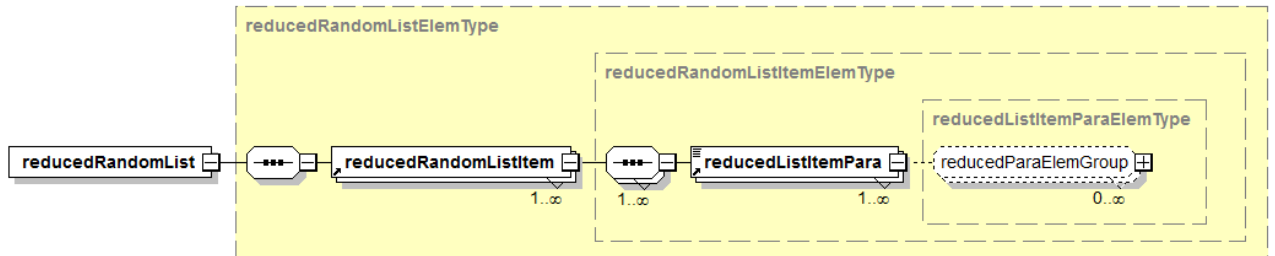 reducedRandomListElemType
reducedRandomListItemElemType
reducedListItemParaElemType
reducedRandomList
reducedRandomListItem
reducedListItemPara
reducedParaElemGroup
1..∞
1..∞
1..∞
0..∞